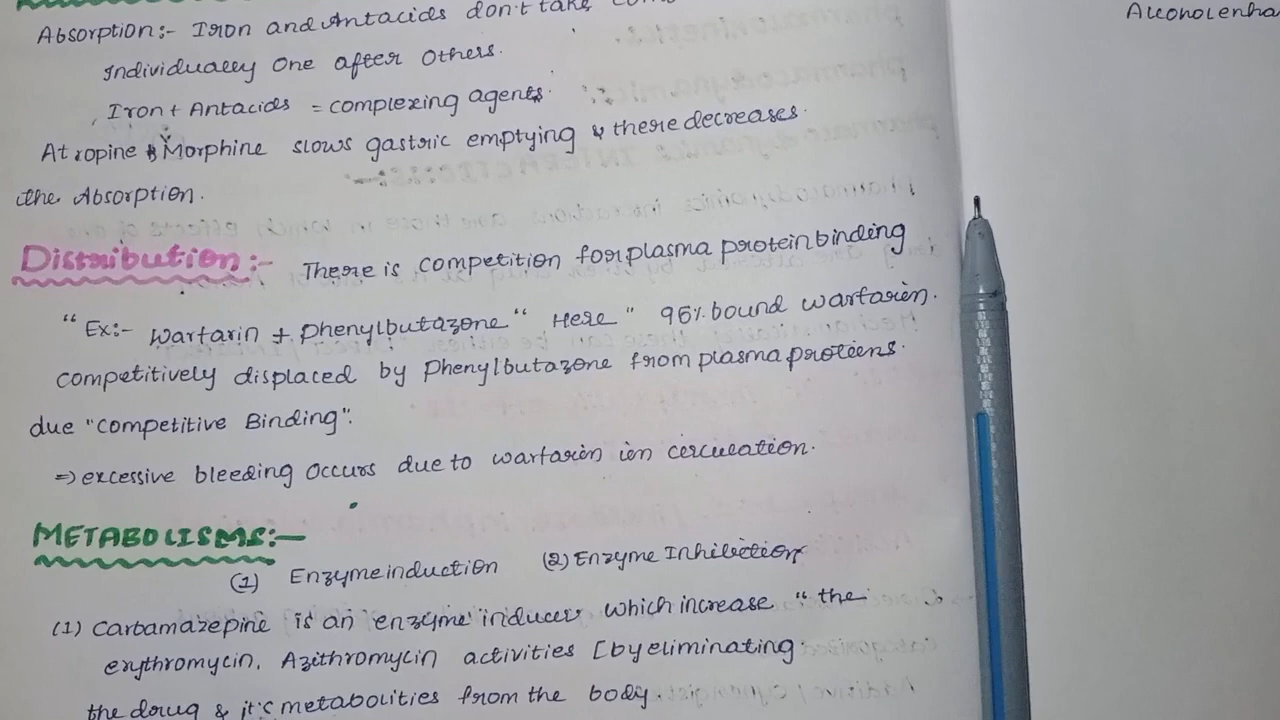 Absorption:- Iron and Antacids don't take
Individually One after Others.
Iron + Antacids = complexing agents.
Atropine & Morphine slows gastric emptying & there decreases
the Absorption.
Distribution:- There is competition for plasma protein binding
"Ex:- Warfarin + Phenylbutazone" Here" 96% bound warfarin.
competitively displaced by Phenylbutazone from plasma proteins.
due "Competitive Binding".
⇒ excessive bleeding occurs due to warfarin in circulation.
METABOLISMS:-
(1) Enzyme induction (2) Enzyme Inhibition
(1) Carbamazepine is an enzyme inducer which increase "the
erythromycin, Azithromycin activities [by eliminating
the drug & it's metabolities from the body.